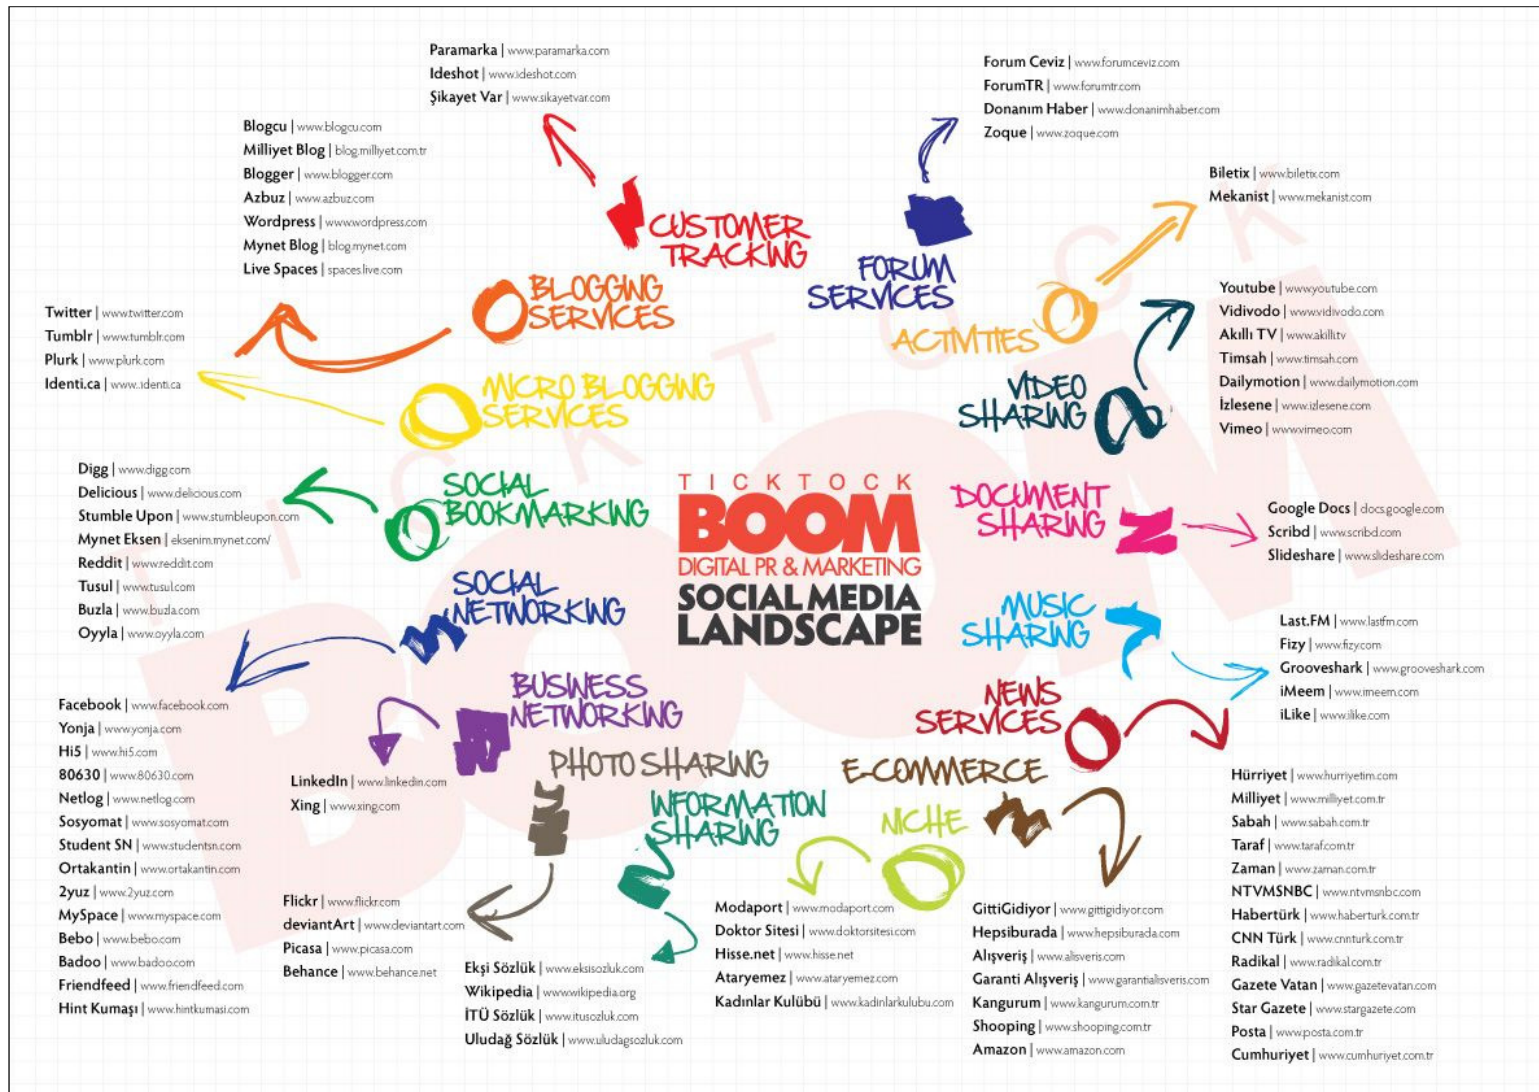 Paramarka | www.paramarka.com
Ideshot | www.ideshot.com
Şikayet Var | www.sikayetvar.com
CUSTOMER
TRACKING
Forum Ceviz | www.forumceviz.com
ForumTR | www.forumtr.com
Donanım Haber | www.donanimhaber.com
Zoque | www.zoque.com
FORUM
SERVICES
Blogcu | www.blogcu.com
Milliyet Blog | blog.milliyet.com.tr
Blogger | www.blogger.com
Azbuz | www.azbuz.com
Wordpress | www.wordpress.com
Mynet Blog | blog.mynet.com
Live Spaces | spaces.live.com
BLOGGING
SERVICES
Biletix | www.biletix.com
Mekanist | www.mekanist.com
ACTIVITIES
Twitter | www.twitter.com
Tumblr | www.tumblr.com
Plurk | www.plurk.com
Identi.ca | www..identi.ca
MICRO BLOGGING
SERVICES
Youtube | www.youtube.com
Vidivodo | www.vidivodo.com
Akıllı TV | www.akilli.tv
Timsah | www.timsah.com
Dailymotion | www.dailymotion.com
İzlesene | www.izlesene.com
Vimeo | www.vimeo.com
VIDEO
SHARING
Digg | www.digg.com
Delicious | www.delicious.com
Stumble Upon | www.stumbleupon.com
Mynet Eksen | eksenim.mynet.com/
Reddit | www.reddit.com
Tusul | www.tusul.com
Buzla | www.buzla.com
Oyyla | www.oyyla.com
SOCIAL
BOOKMARKING
TICKTOCK
BOOM
DIGITAL PR & MARKETING
SOCIAL MEDIA
LANDSCAPE
DOCUMENT
SHARING
Google Docs | docs.google.com
Scribd | www.scribd.com
Slideshare | www.slideshare.com
SOCIAL
NETWORKING
MUSIC
SHARING
Last.FM | www.lastfm.com
Fizy | www.fizy.com
Grooveshark | www.grooveshark.com
iMeem | www.imeem.com
iLike | www.ilike.com
Facebook | www.facebook.com
Yonja | www.yonja.com
Hi5 | www.hi5.com
80630 | www.80630.com
Netlog | www.netlog.com
Sosyomat | www.sosyomat.com
Student SN | www.studentsn.com
Ortakantin | www.ortakantin.com
2yuz | www.2yuz.com
MySpace | www.myspace.com
Bebo | www.bebo.com
Badoo | www.badoo.com
Friendfeed | www.friendfeed.com
Hint Kumaşı | www.hintkumasi.com
BUSINESS
NETWORKING
LinkedIn | www.linkedin.com
Xing | www.xing.com
PHOTO SHARING
Flickr | www.flickr.com
deviantArt | www.deviantart.com
Picasa | www.picasa.com
Behance | www.behance.net
INFORMATION
SHARING
Ekşi Sözlük | www.eksisozluk.com
Wikipedia | www.wikipedia.org
İTÜ Sözlük | www.itusozluk.com
Uludağ Sözlük | www.uludagsozluk.com
NICHE
Modaport | www.modaport.com
Doktor Sitesi | www.doktorsitesi.com
Hisse.net | www.hisse.net
Ataryemez | www.ataryemez.com
Kadınlar Kulübü | www.kadinlarkulubu.com
E-COMMERCE
GittiGidiyor | www.gittigidiyor.com
Hepsiburada | www.hepsiburada.com
Alışveriş | www.alisveris.com
Garanti Alışveriş | www.garantialisveris.com
Kangurum | www.kangurum.com.tr
Shooping | www.shooping.com.tr
Amazon | www.amazon.com
NEWS
SERVICES
Hürriyet | www.hurriyetim.com
Milliyet | www.milliyet.com.tr
Sabah | www.sabah.com.tr
Taraf | www.taraf.com.tr
Zaman | www.zaman.com.tr
NTVMSNBC | www.ntvmsnbc.com
Habertürk | www.haberturk.com.tr
CNN Türk | www.cnnturk.com.tr
Radikal | www.radikal.com.tr
Gazete Vatan | www.gazetevatan.com
Star Gazete | www.stargazete.com
Posta | www.posta.com.tr
Cumhuriyet | www.cumhuriyet.com.tr
TICKTOCK
BOOM